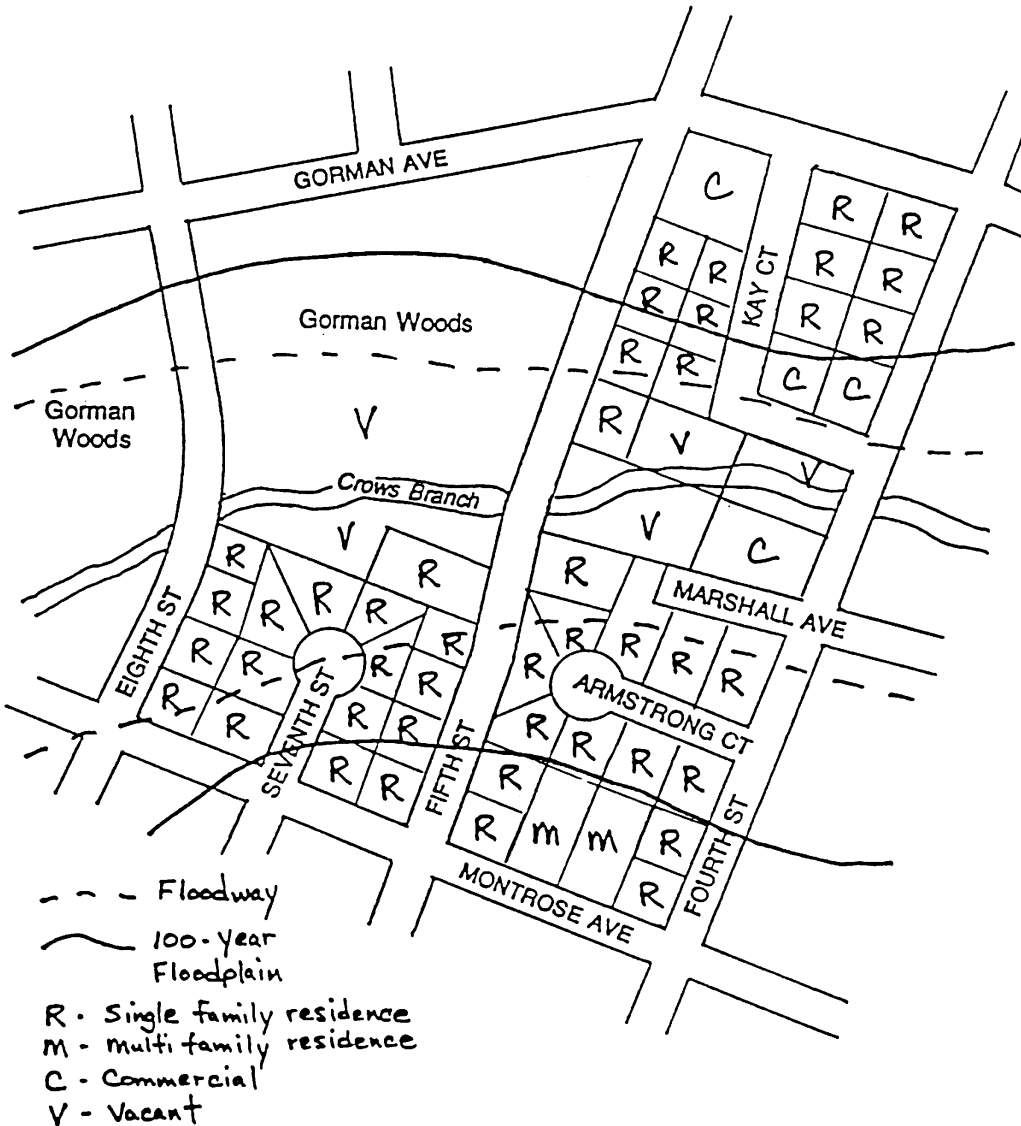 GORMAN AVE
C
R R
R R
R R
KAY CT
R R
R R
Gorman Woods
R R
C C
Gorman
Woods
V
R V
V
Crows Branch
V
V
C
R
R
R
MARSHALL AVE
EIGHTH ST
R R R R
R
R R R R
R
R R R R
ARMSTRONG CT
R R
SEVENTH ST
R R
R R R R
FIFTH ST
R R
R
R M M R
FOURTH ST
R
MONTROSE AVE
Floodway
100-year
Floodplain
R - Single family residence
M - multi family residence
C - Commercial
V - Vacant